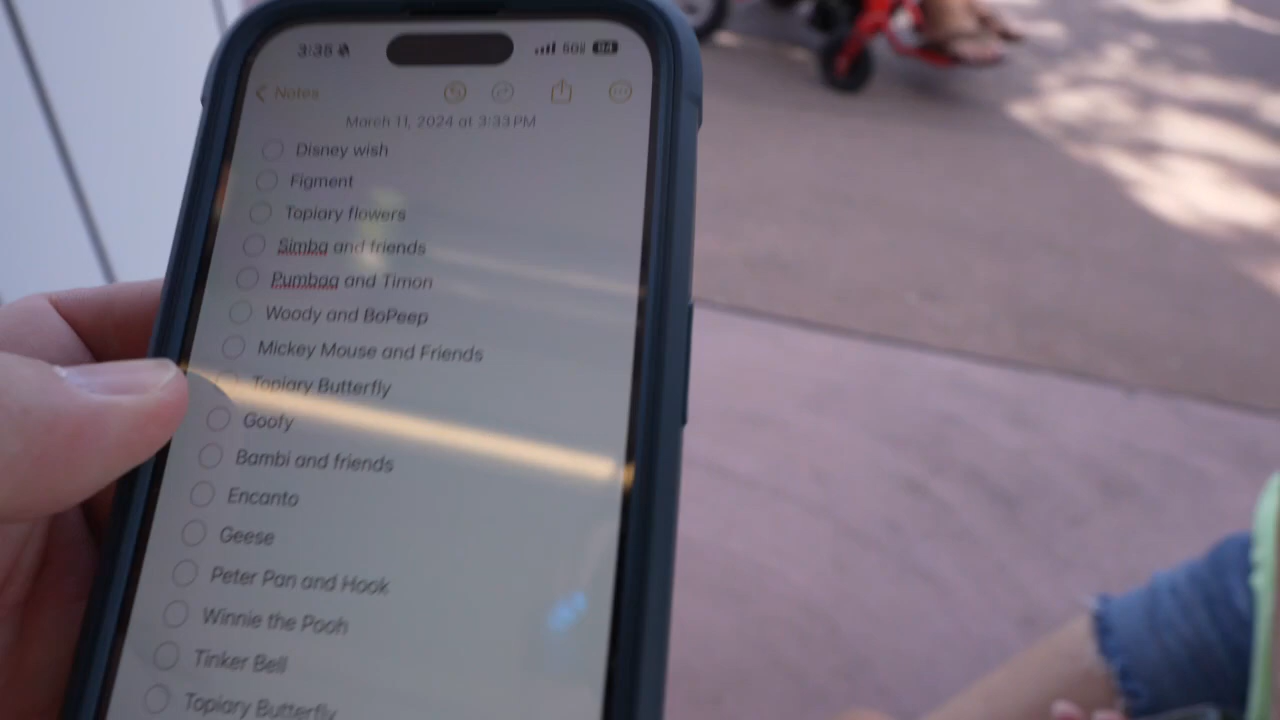 3:35 5G 84
Notes
March 11, 2024 at 3:33 PM
Disney wish
Figment
Topiary flowers
Simba and friends
Pumbaa and Timon
Woody and BoPeep
Mickey Mouse and Friends
Topiary Butterfly
Goofy
Bambi and friends
Encanto
Geese
Peter Pan and Hook
Winnie the Pooh
Tinker Bell
Topiary Butterfly